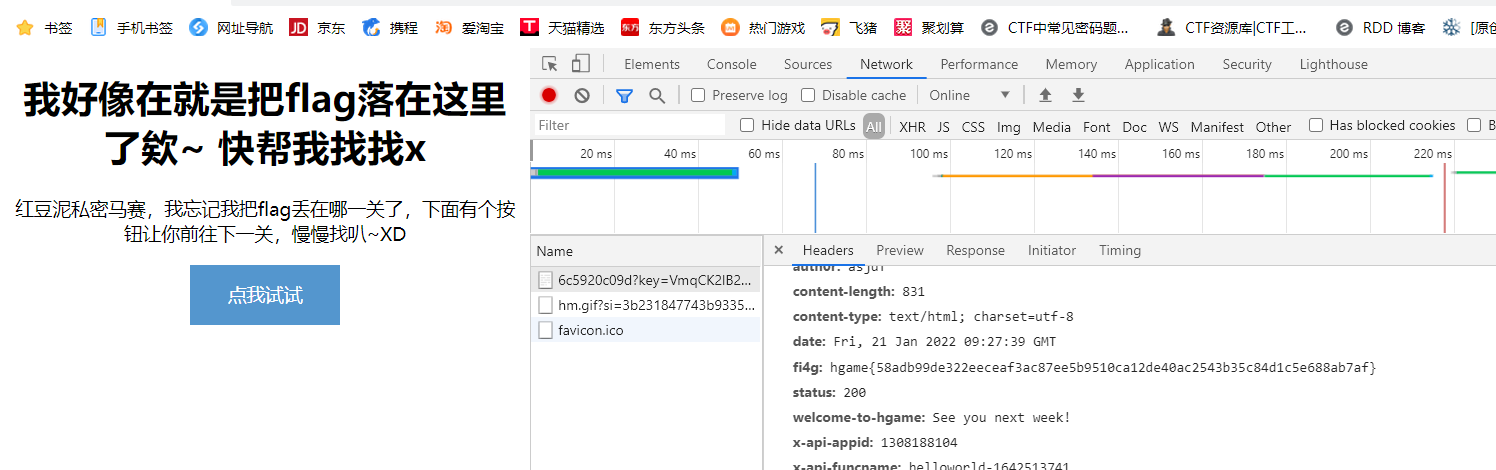 书签 手机书签 网址导航 JD 京东 携程 淘 爱淘宝 T 天猫精选 东方 东方头条 热门游戏 飞猪 聚划算 CTF中常见密码题... CTF资源库|CTF工... RDD 博客 [原创
Elements Console Sources Network Performance Memory Application Security Lighthouse
Preserve log Disable cache Online
Filter Hide data URLs All XHR JS CSS Img Media Font Doc WS Manifest Other Has blocked cookies B
20 ms 40 ms 60 ms 80 ms 100 ms 120 ms 140 ms 160 ms 180 ms 200 ms 220 ms
我好像在就是把flag落在这里
了欸~ 快帮我找找x
红豆泥私密马赛，我忘记我把flag丢在哪一关了，下面有个按
钮让你前往下一关，慢慢找叭~XD
点我试试
Name
6c5920c09d?key=VmqCK2IB2...
hm.gif?si=3b231847743b9335...
favicon.ico
× Headers Preview Response Initiator Timing
author: asjdf
content-length: 831
content-type: text/html; charset=utf-8
date: Fri, 21 Jan 2022 09:27:39 GMT
fi4g: hgame{58adb99de322eeceaf3ac87ee5b9510ca12de40ac2543b35c84d1c5e688ab7af}
status: 200
welcome-to-hgame: See you next week!
x-api-appid: 1308188104
x-api-funcname: helloworld-1642513741